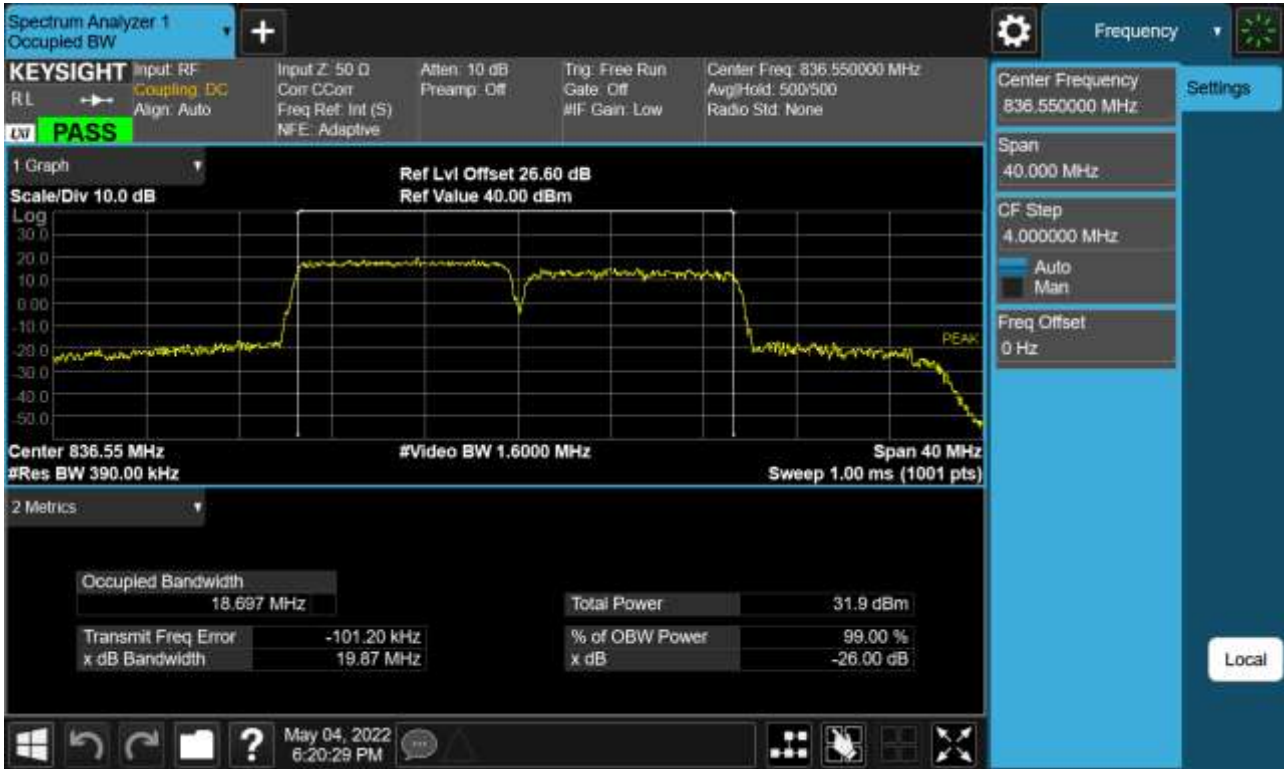 Spectrum Analyzer 1
Occupied BW
+
Frequency
KEYSIGHT
RL
LXI
PASS
Input: RF
Coupling: DC
Align: Auto
Input Z: 50 Ω
Corr CCorr
Freq Ref: Int (S)
NFE: Adaptive
Atten: 10 dB
Preamp: Off
Trig: Free Run
Gate: Off
#IF Gain: Low
Center Freq: 836.550000 MHz
Avg|Hold: 500/500
Radio Std: None
1 Graph
Scale/Div 10.0 dB
Ref Lvl Offset 26.60 dB
Ref Value 40.00 dBm
Log
30.0
20.0
10.0
0.00
-10.0
-20.0
-30.0
-40.0
-50.0
PEAK
Center 836.55 MHz
#Video BW 1.6000 MHz
Span 40 MHz
#Res BW 390.00 kHz
Sweep 1.00 ms (1001 pts)
2 Metrics
Occupied Bandwidth
18.697 MHz
Total Power 31.9 dBm
Transmit Freq Error -101.20 kHz
% of OBW Power 99.00 %
x dB Bandwidth 19.87 MHz
x dB -26.00 dB
Center Frequency
836.550000 MHz
Settings
Span
40.000 MHz
CF Step
4.000000 MHz
Auto
Man
Freq Offset
0 Hz
Local
?
May 04, 2022
6:20:29 PM